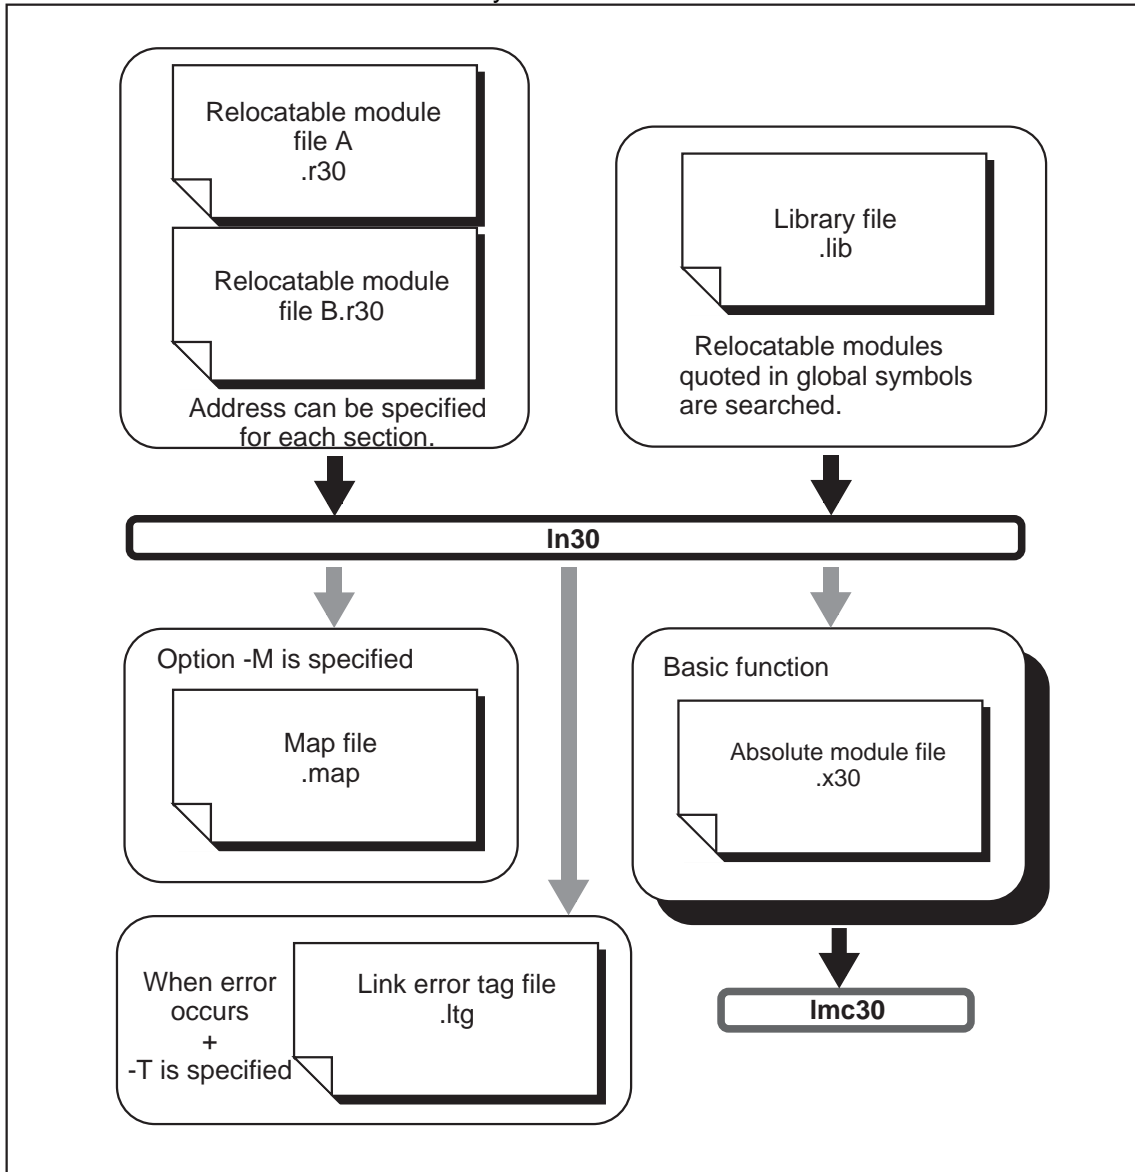 Relocatable module
file A
.r30
Relocatable module
file B.r30
Address can be specified
for each section.
Library file
.lib
Relocatable modules
quoted in global symbols
are searched.
ln30
Option -M is specified
Map file
.map
Basic function
Absolute module file
.x30
When error
occurs
+
-T is specified
Link error tag file
.ltg
lmc30